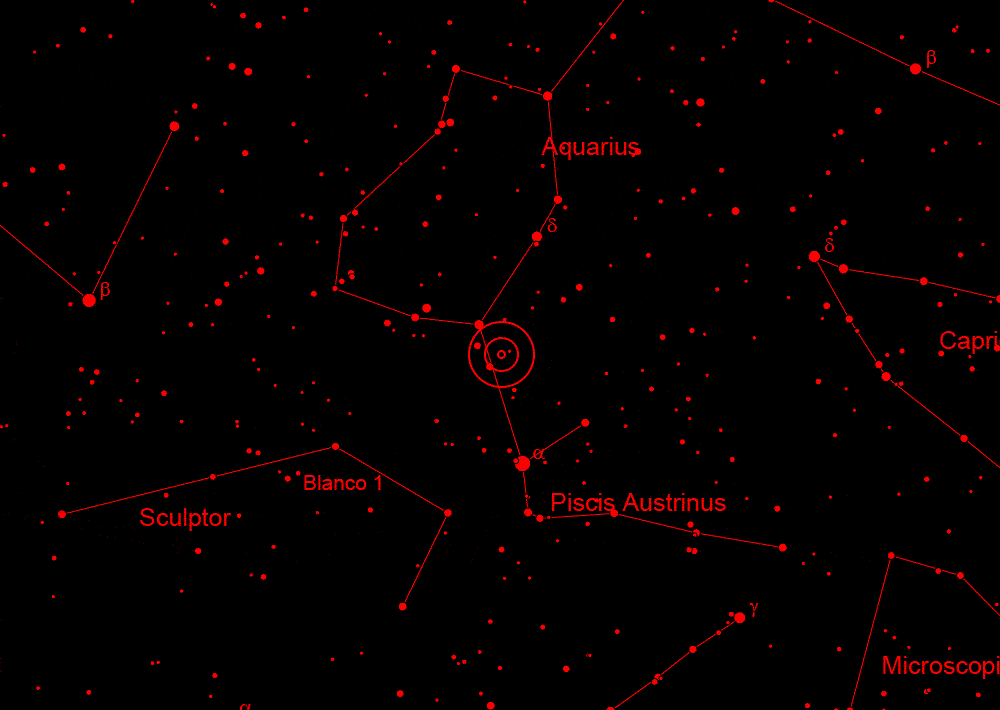 β
Aquarius
δ
δ
β
Capri
α
Blanco 1
Piscis Austrinus
Sculptor
γ
Microscopi
α